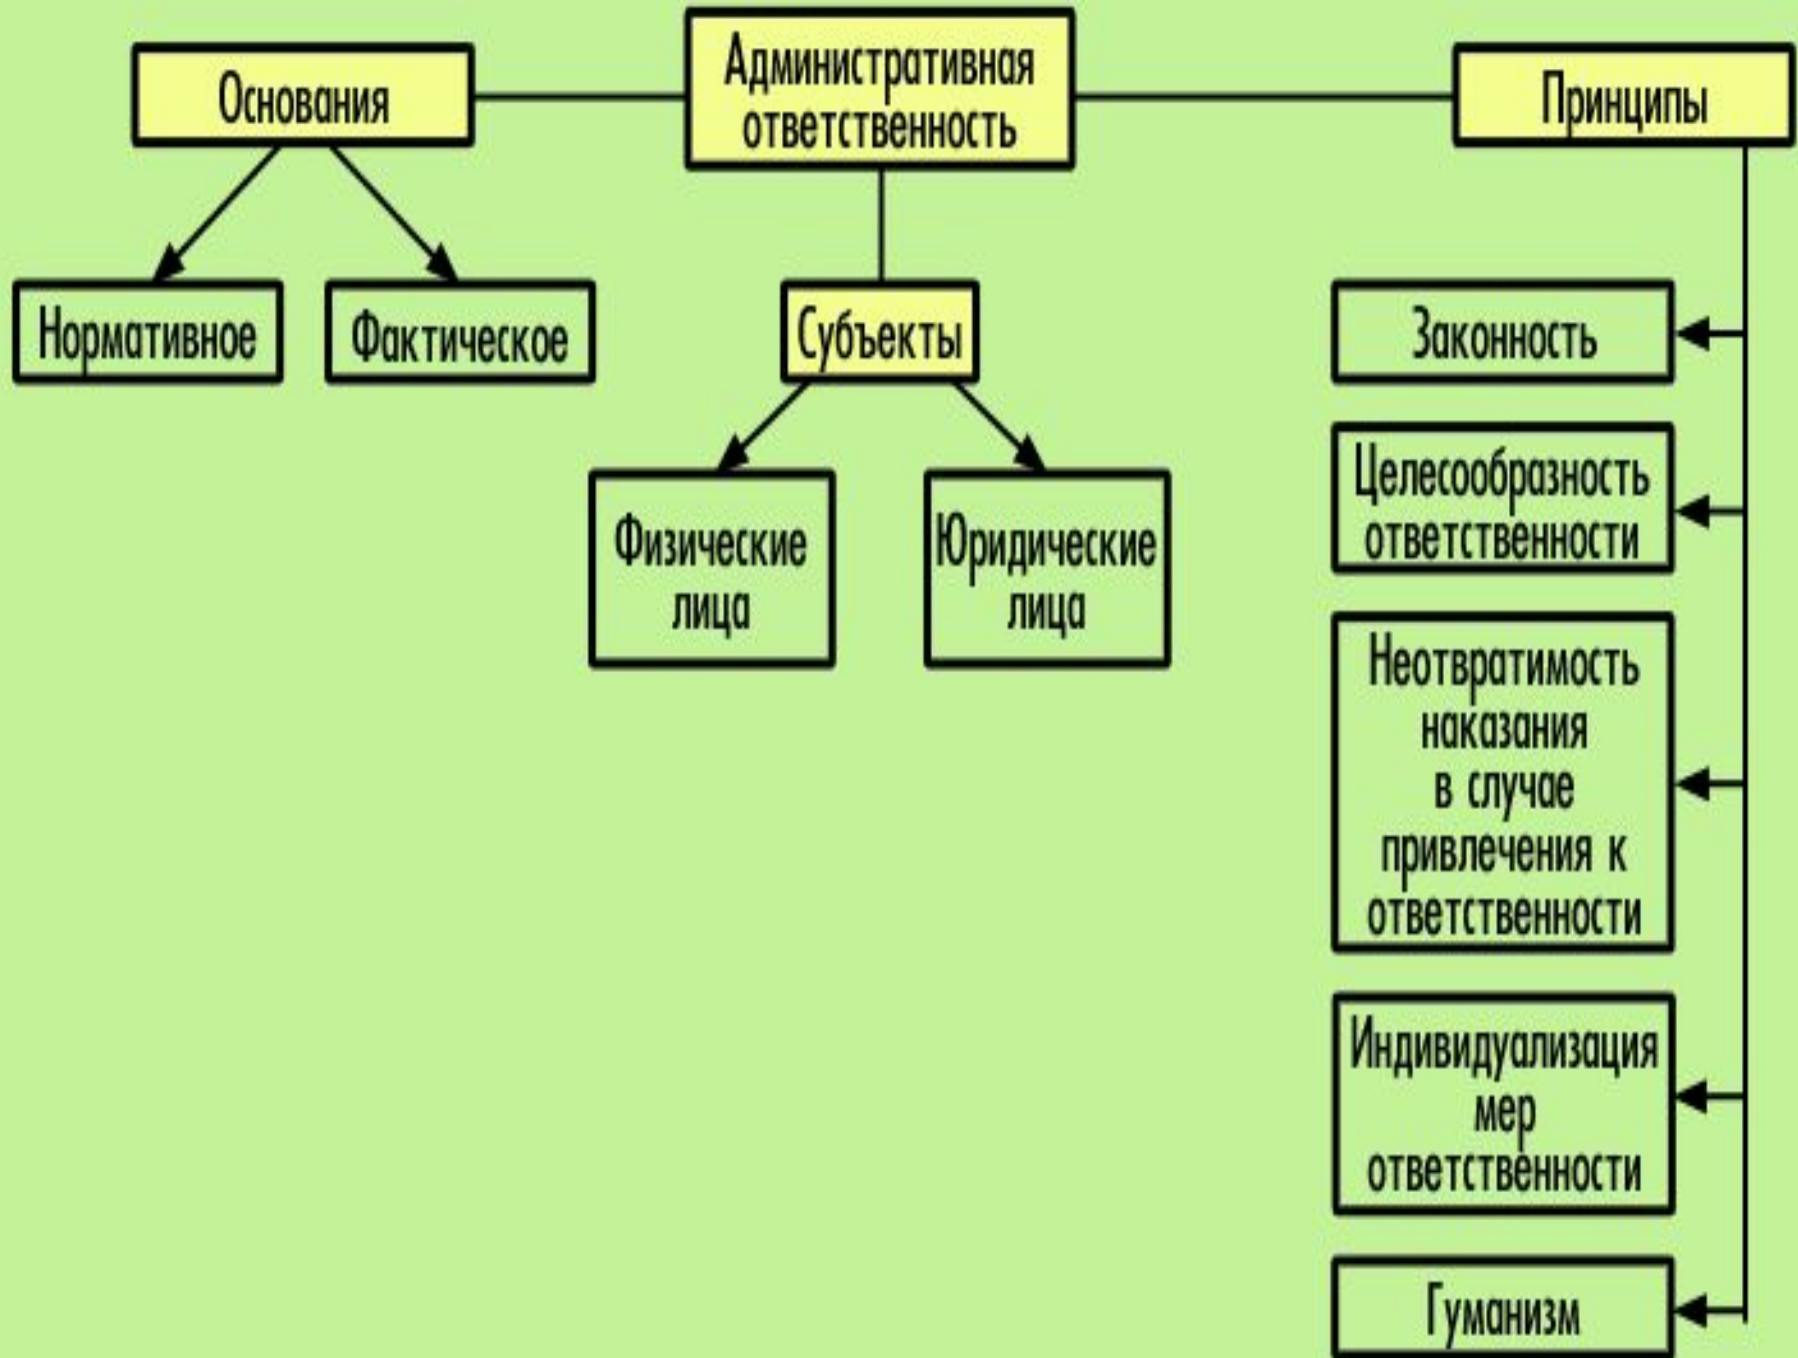 Основания
Административная
ответственность
Принципы
Нормативное
Фактическое
Субъекты
Физические
лица
Юридические
лица
Законность
Целесообразность
ответственности
Неотвратимость
наказания
в случае
привлечения к
ответственности
Индивидуализация
мер
ответственности
Гуманизм